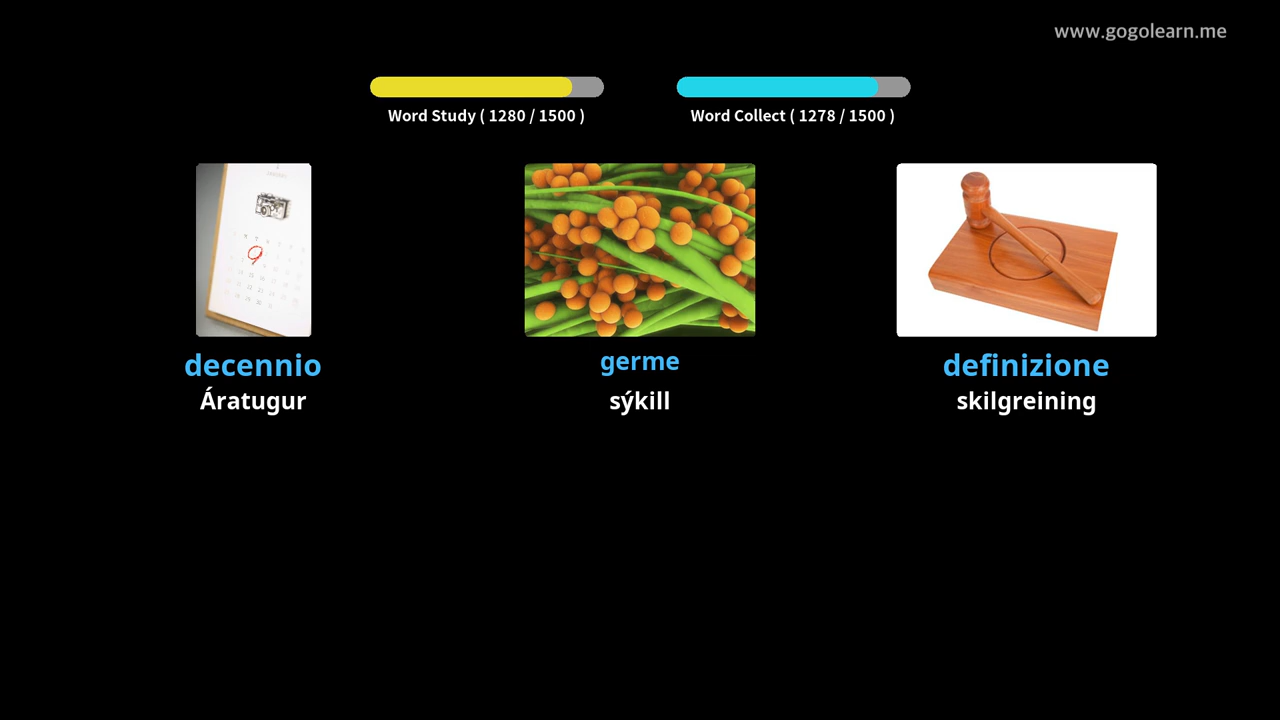 www.gogolearn.me
Word Study ( 1280 / 1500 )
Word Collect ( 1278 / 1500 )
decennio
Áratugur
germe
sýkill
definizione
skilgreining